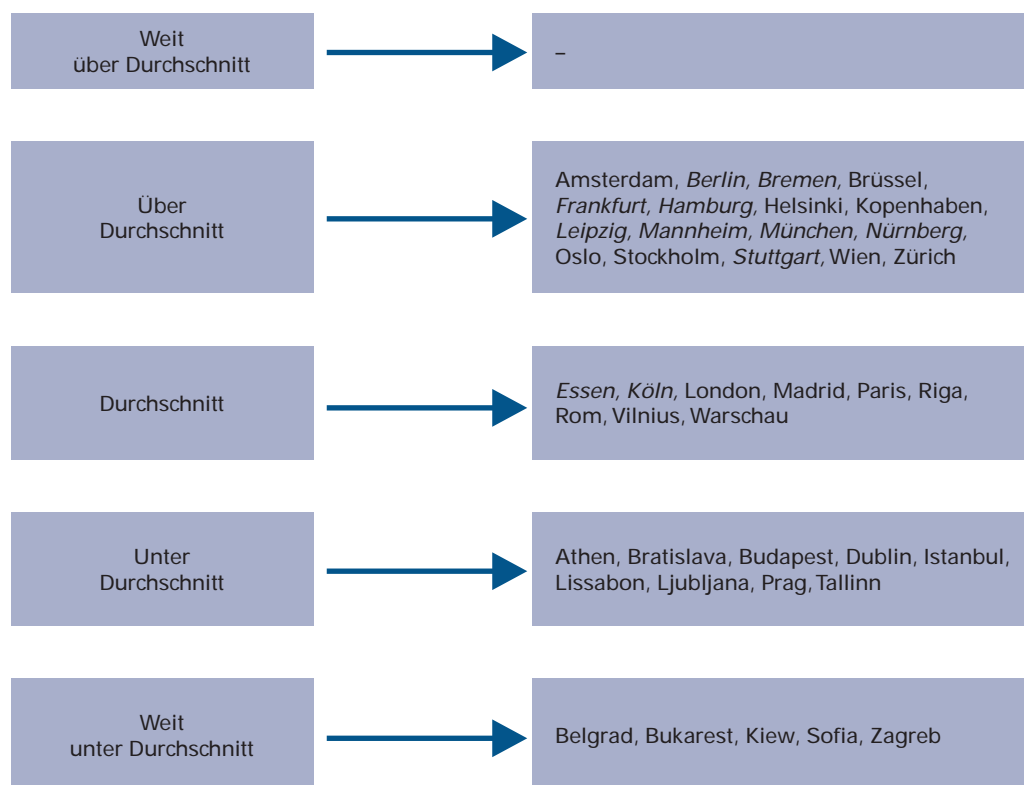 Weit
über Durchschnitt
–
Über
Durchschnitt
Amsterdam, Berlin, Bremen, Brüssel,
Frankfurt, Hamburg, Helsinki, Kopenhaben,
Leipzig, Mannheim, München, Nürnberg,
Oslo, Stockholm, Stuttgart, Wien, Zürich
Durchschnitt
Essen, Köln, London, Madrid, Paris, Riga,
Rom, Vilnius, Warschau
Unter
Durchschnitt
Athen, Bratislava, Budapest, Dublin, Istanbul,
Lissabon, Ljubljana, Prag, Tallinn
Weit
unter Durchschnitt
Belgrad, Bukarest, Kiew, Sofia, Zagreb